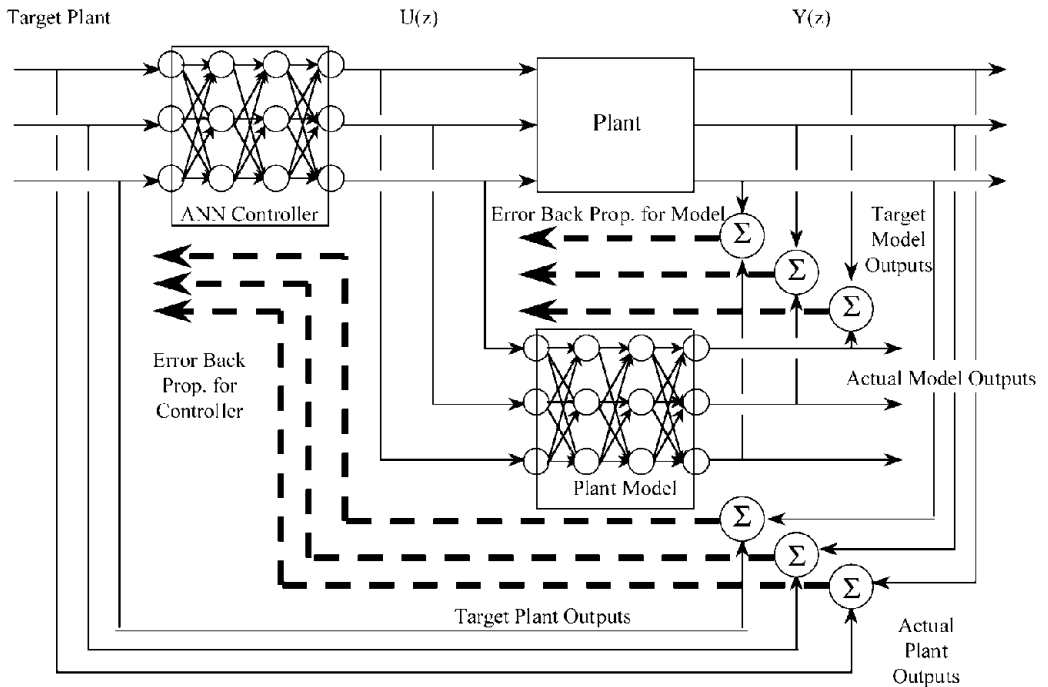 Target Plant
U(z)
Y(z)
Plant
ANN Controller
Error Back Prop. for Model
Σ
Target
Model
Outputs
Σ
Σ
Error Back
Prop. for
Controller
Actual Model Outputs
Plant Model
Σ
Σ
Σ
Target Plant Outputs
Actual
Plant
Outputs